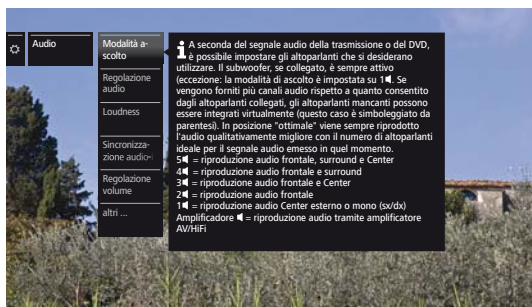 Audio
Modalità a-
scolto
Regolazione
audio
Loudness
Sincronizza-
zione audio-
Regolazione
volume
altri ...
A seconda del segnale audio della trasmissione o del DVD,
è possibile impostare gli altoparlanti che si desiderano
utilizzare. Il subwoofer, se collegato, è sempre attivo
(eccezione: la modalità di ascolto è impostata su 1. Se
vengono forniti più canali audio rispetto a quanto consentito
dagli altoparlanti collegati, gli altoparlanti mancanti possono
essere integrati virtualmente (questo caso è simboleggiato da
parentesi). In posizione "ottimale" viene sempre riprodotto
l'audio qualitativamente migliore con il numero di altoparlanti
ideale per il segnale audio emesso in quel momento.
5 = riproduzione audio frontale, surround e Center
4 = riproduzione audio frontale e surround
3 = riproduzione audio frontale e Center
2 = riproduzione audio frontale
1 = riproduzione audio Center esterno o mono (sx/dx)
Amplificadore = riproduzione audio tramite amplificatore
AV/HiFi